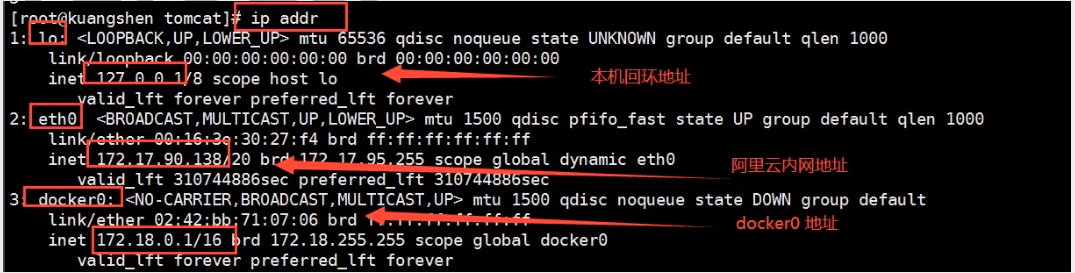 [root@kuangshen tomcat]# ip addr
1: lo: <LOOPBACK,UP,LOWER_UP> mtu 65536 qdisc noqueue state UNKNOWN group default qlen 1000
link/loopback 00:00:00:00:00:00 brd 00:00:00:00:00:00
inet 127.0.0.1/8 scope host lo
本机回环地址
valid_lft forever preferred_lft forever
2: eth0 <BROADCAST,MULTICAST,UP,LOWER_UP> mtu 1500 qdisc pfifo_fast state UP group default qlen 1000
link/ether 00:16:3e:30:27:f4 brd ff:ff:ff:ff:ff:ff
inet 172.17.90.138/20 brd 172.17.95.255 scope global dynamic eth0
阿里云内网地址
valid_lft 310744886sec preferred_lft 310744886sec
3: docker0: <NO-CARRIER,BROADCAST,MULTICAST,UP> mtu 1500 qdisc noqueue state DOWN group default
link/ether 02:42:bb:71:07:06 brd ff:ff:ff:ff:ff:ff
docker0 地址
inet 172.18.0.1/16 brd 172.18.255.255 scope global docker0
valid_lft forever preferred_lft forever